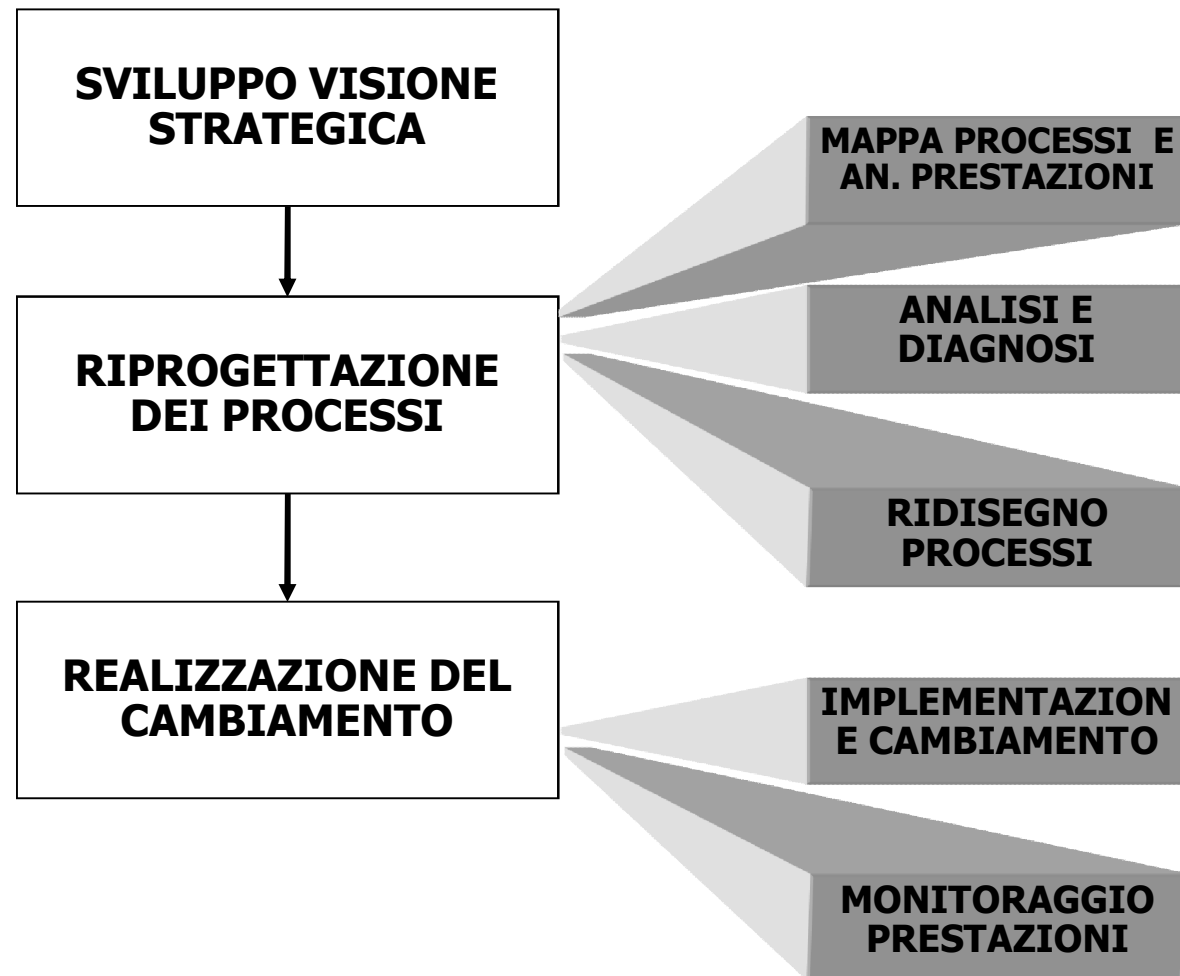 SVILUPPO VISIONE
STRATEGICA
RIPROGETTAZIONE
DEI PROCESSI
REALIZZAZIONE DEL
CAMBIAMENTO
MAPPA PROCESSI E
AN. PRESTAZIONI
ANALISI E
DIAGNOSI
RIDISEGNO
PROCESSI
IMPLEMENTAZION
E CAMBIAMENTO
MONITORAGGIO
PRESTAZIONI